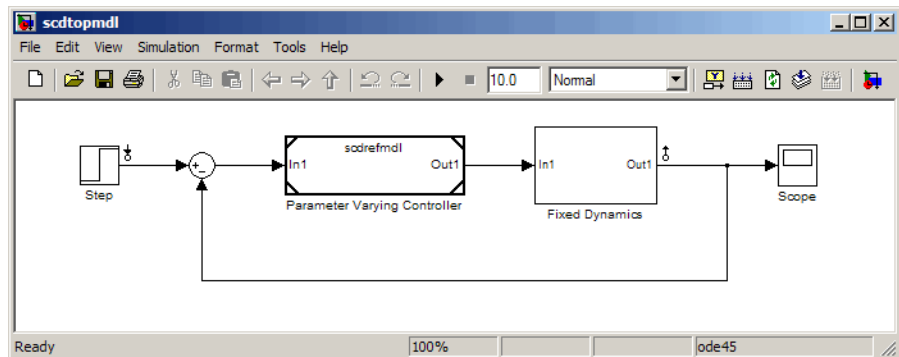 scdtopmdl
File Edit View Simulation Format Tools Help
10.0 Normal
scdrefmdl
In1 Out1 In1 Out1
Step
Parameter Varying Controller
Fixed Dynamics
Scope
Ready 100% ode45